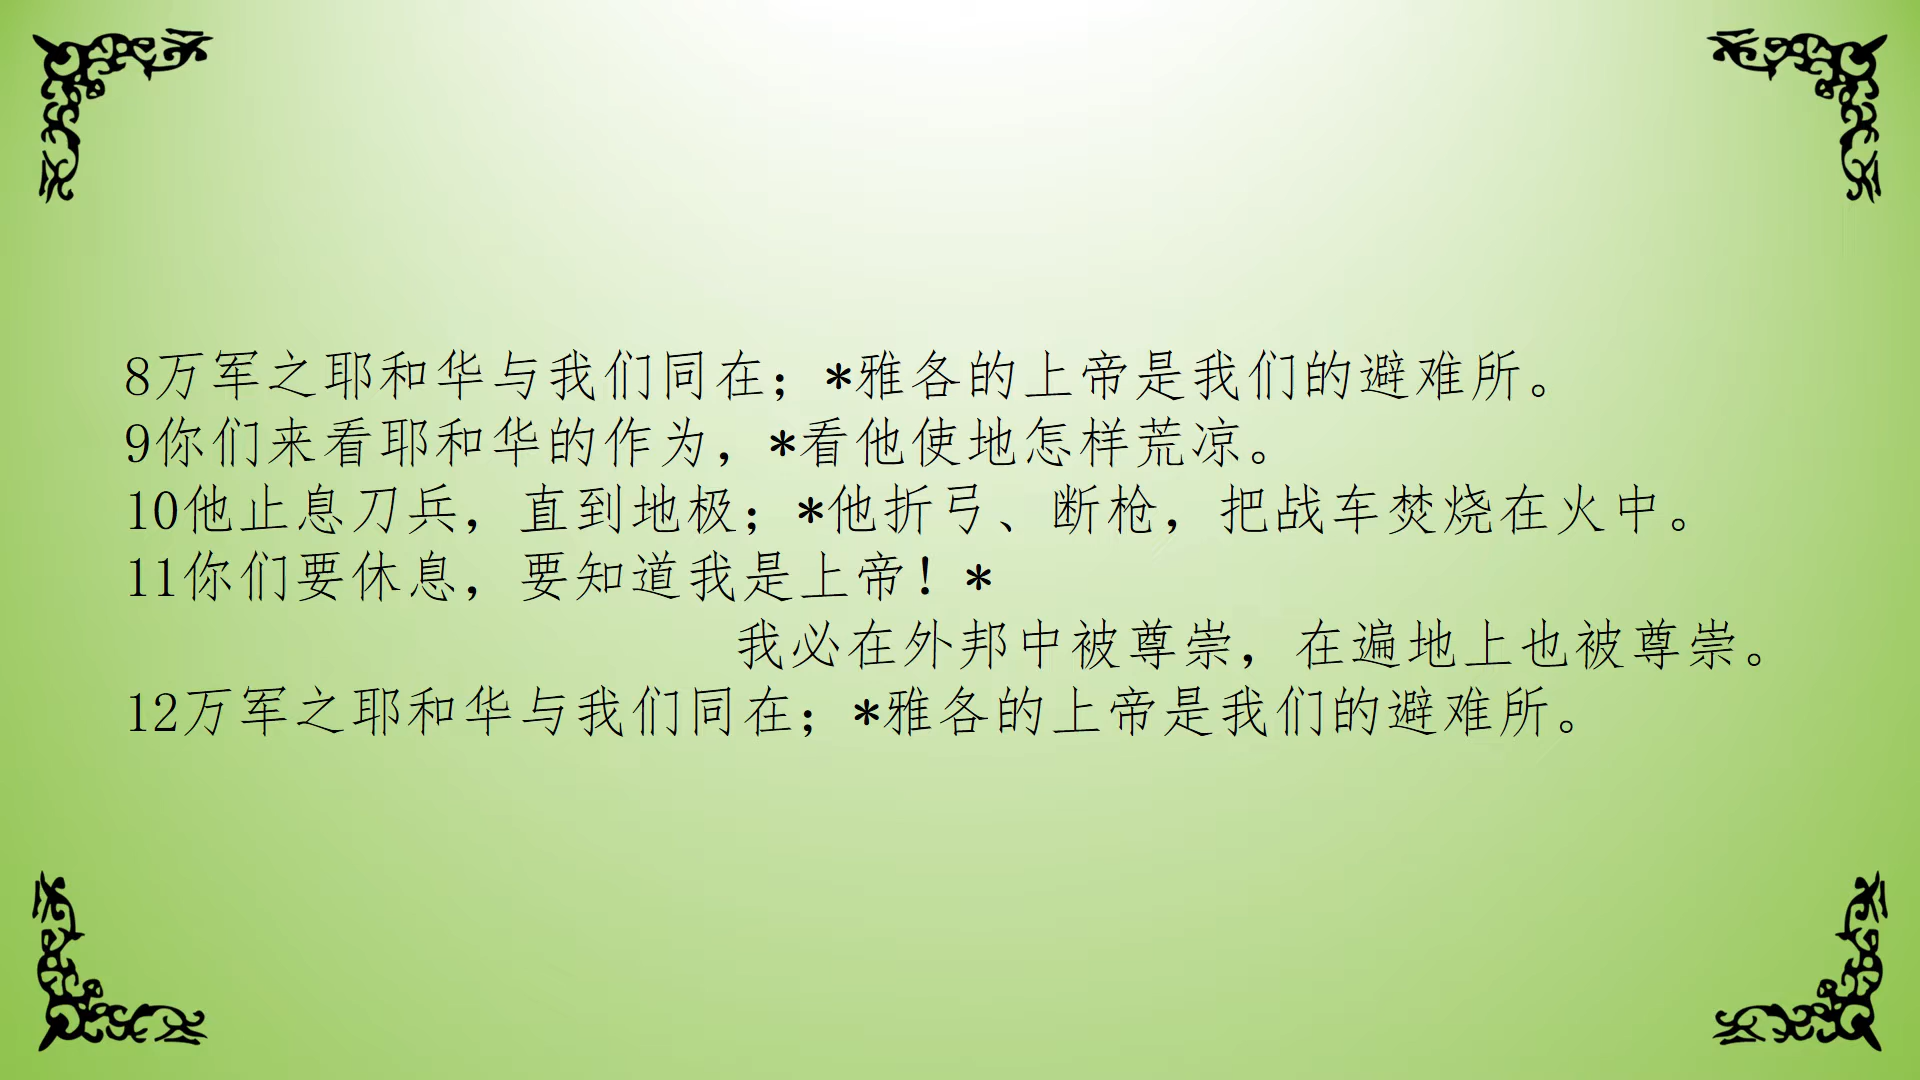 8万军之耶和华与我们同在；*雅各的上帝是我们的避难所。
9你们来看耶和华的作为，*看他使地怎样荒凉。
10他止息刀兵，直到地极；*他折弓、断枪，把战车焚烧在火中。
11你们要休息，要知道我是上帝！*
我必在外邦中被尊崇，在遍地上也被尊崇。
12万军之耶和华与我们同在；*雅各的上帝是我们的避难所。